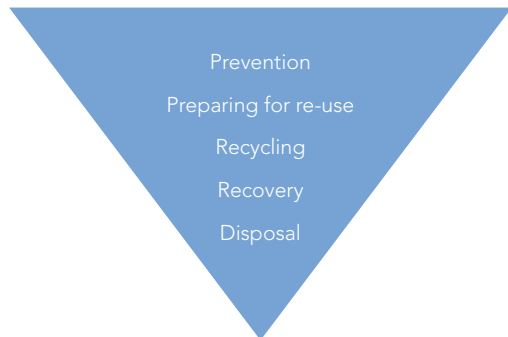 Prevention
Preparing for re-use
Recycling
Recovery
Disposal